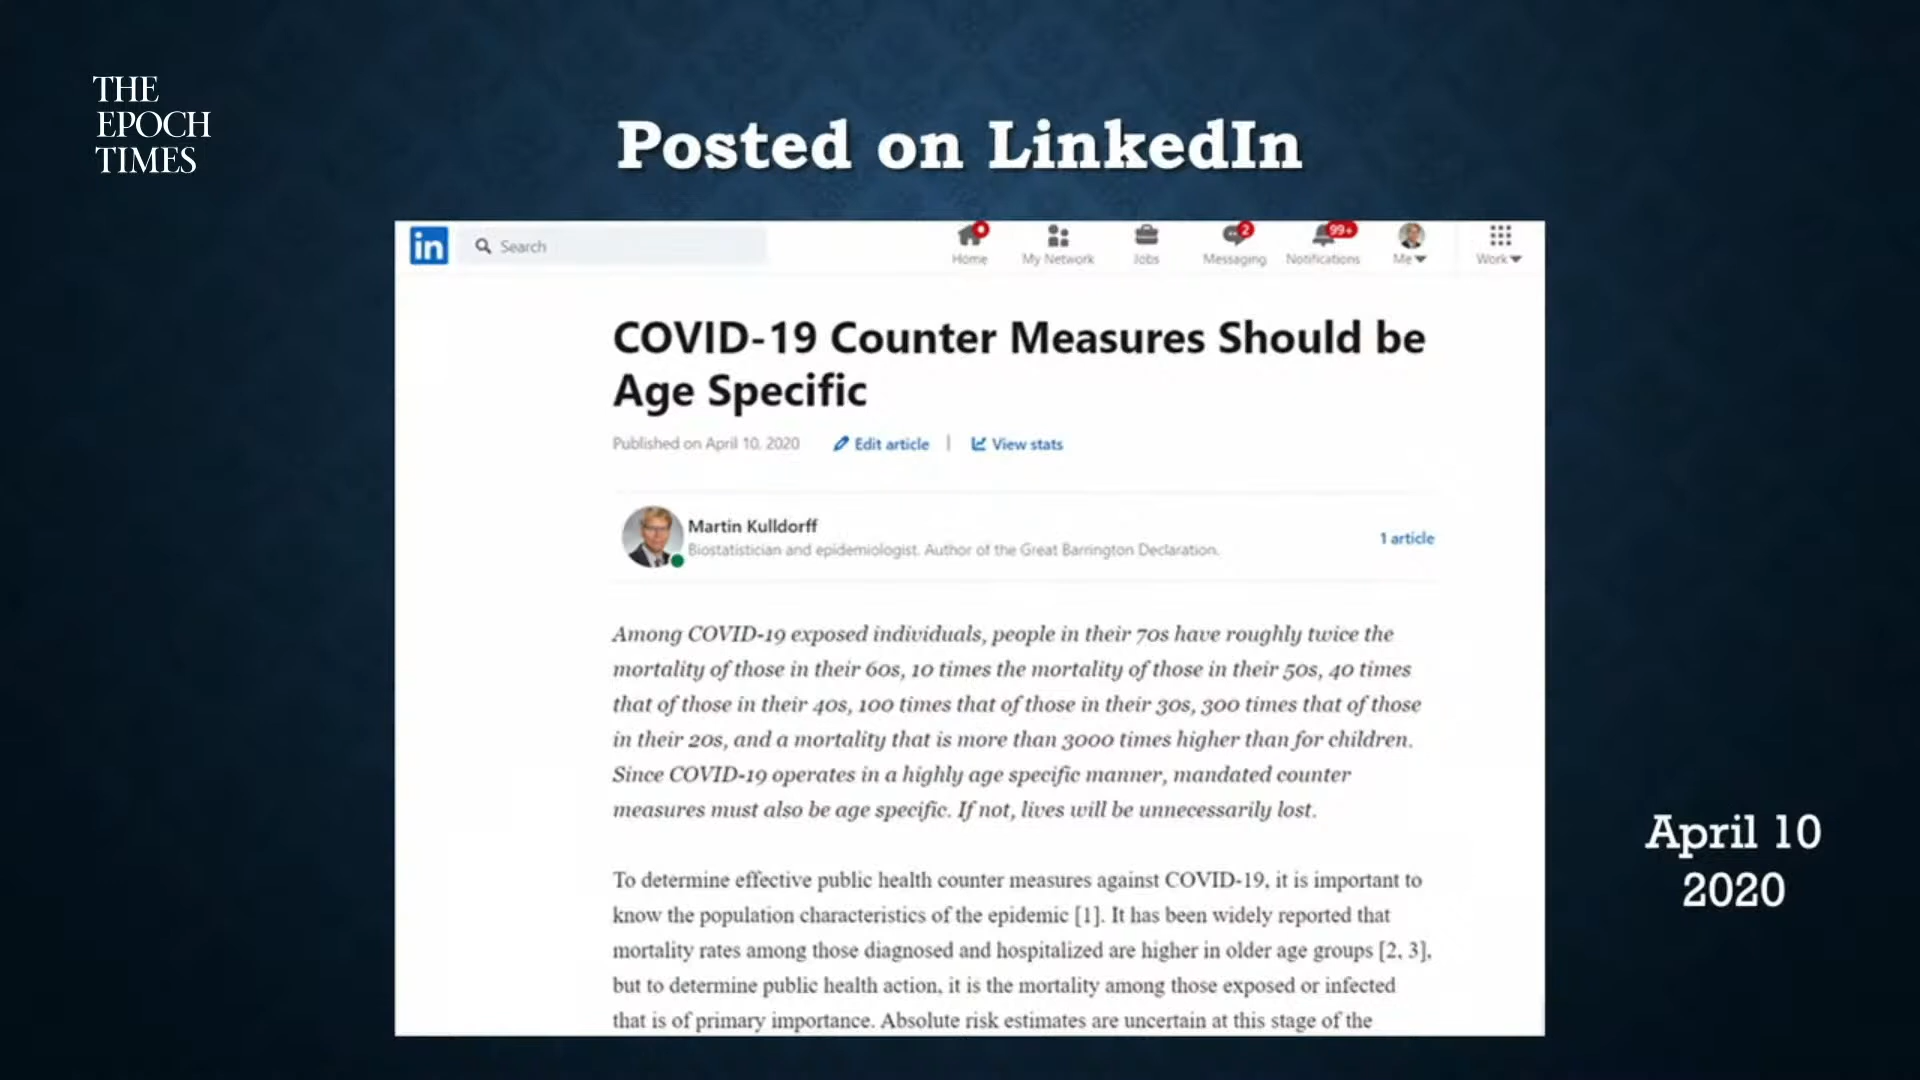 THE
EPOCH
TIMES
Posted on LinkedIn
in
Search
Home
My Network
Jobs
2
Messaging
99+
Notifications
Me
Work
COVID-19 Counter Measures Should be
Age Specific
Published on April 10, 2020
Edit article
View stats
Martin Kulldorff
Biostatistician and epidemiologist. Author of the Great Barrington Declaration.
1 article
Among COVID-19 exposed individuals, people in their 70s have roughly twice the
mortality of those in their 60s, 10 times the mortality of those in their 50s, 40 times
that of those in their 40s, 100 times that of those in their 30s, 300 times that of those
in their 20s, and a mortality that is more than 3000 times higher than for children.
Since COVID-19 operates in a highly age specific manner, mandated counter
measures must also be age specific. If not, lives will be unnecessarily lost.
To determine effective public health counter measures against COVID-19, it is important to
know the population characteristics of the epidemic [1]. It has been widely reported that
mortality rates among those diagnosed and hospitalized are higher in older age groups [2, 3],
but to determine public health action, it is the mortality among those exposed or infected
that is of primary importance. Absolute risk estimates are uncertain at this stage of the
April 10
2020